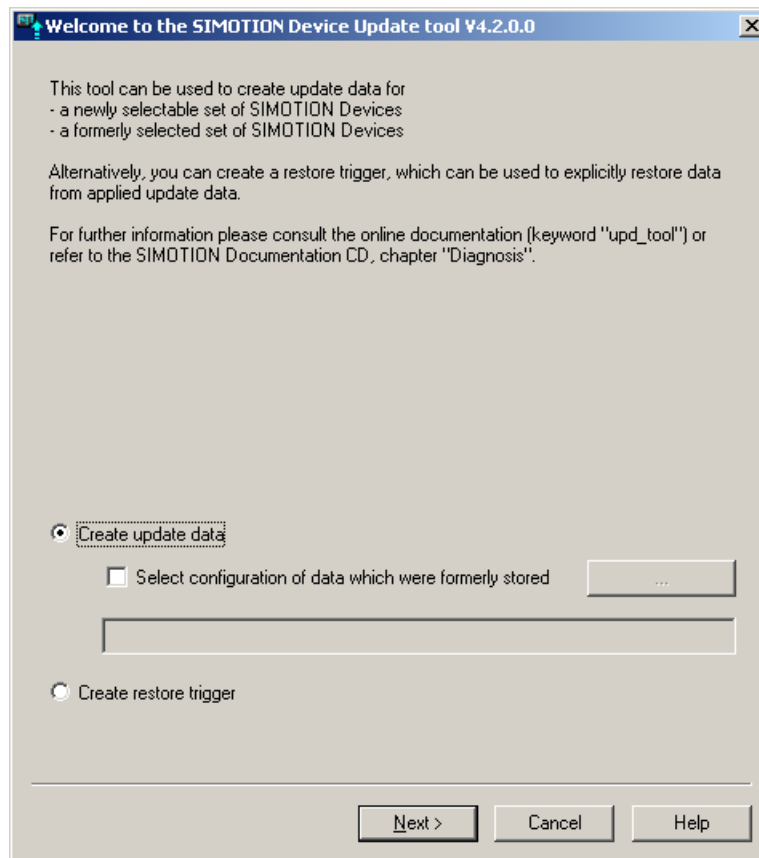 Welcome to the SIMOTION Device Update tool V4.2.0.0
This tool can be used to create update data for
- a newly selectable set of SIMOTION Devices
- a formerly selected set of SIMOTION Devices
Alternatively, you can create a restore trigger, which can be used to explicitly restore data
from applied update data.
For further information please consult the online documentation (keyword "upd_tool") or
refer to the SIMOTION Documentation CD, chapter "Diagnosis".
Create update data
Select configuration of data which were formerly stored
...
Create restore trigger
Next >
Cancel
Help